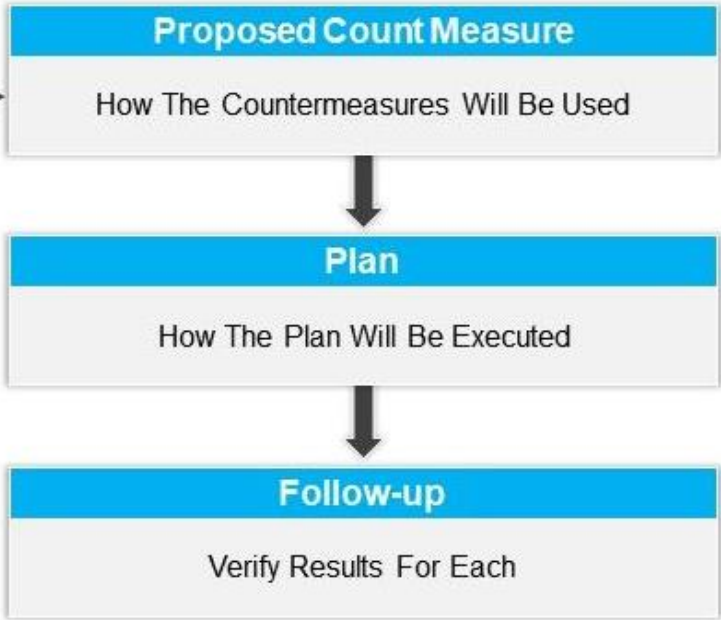 Proposed Count Measure
How The Countermeasures Will Be Used
Plan
How The Plan Will Be Executed
Follow-up
Verify Results For Each